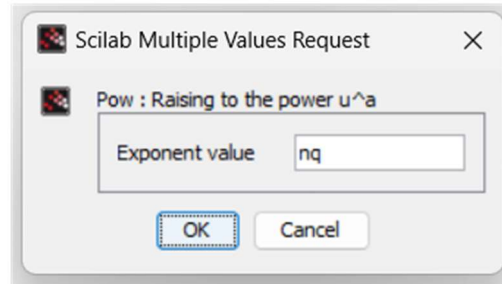 Scilab Multiple Values Request
Pow : Raising to the power u^a
Exponent value nq
OK Cancel